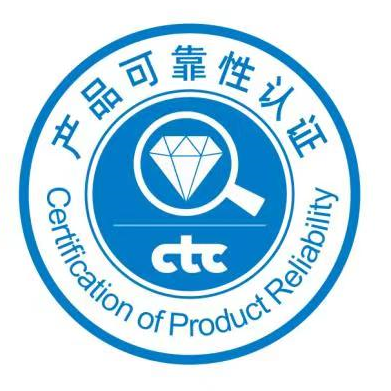 产品可靠性认证
ctc
Certification of Product Reliability